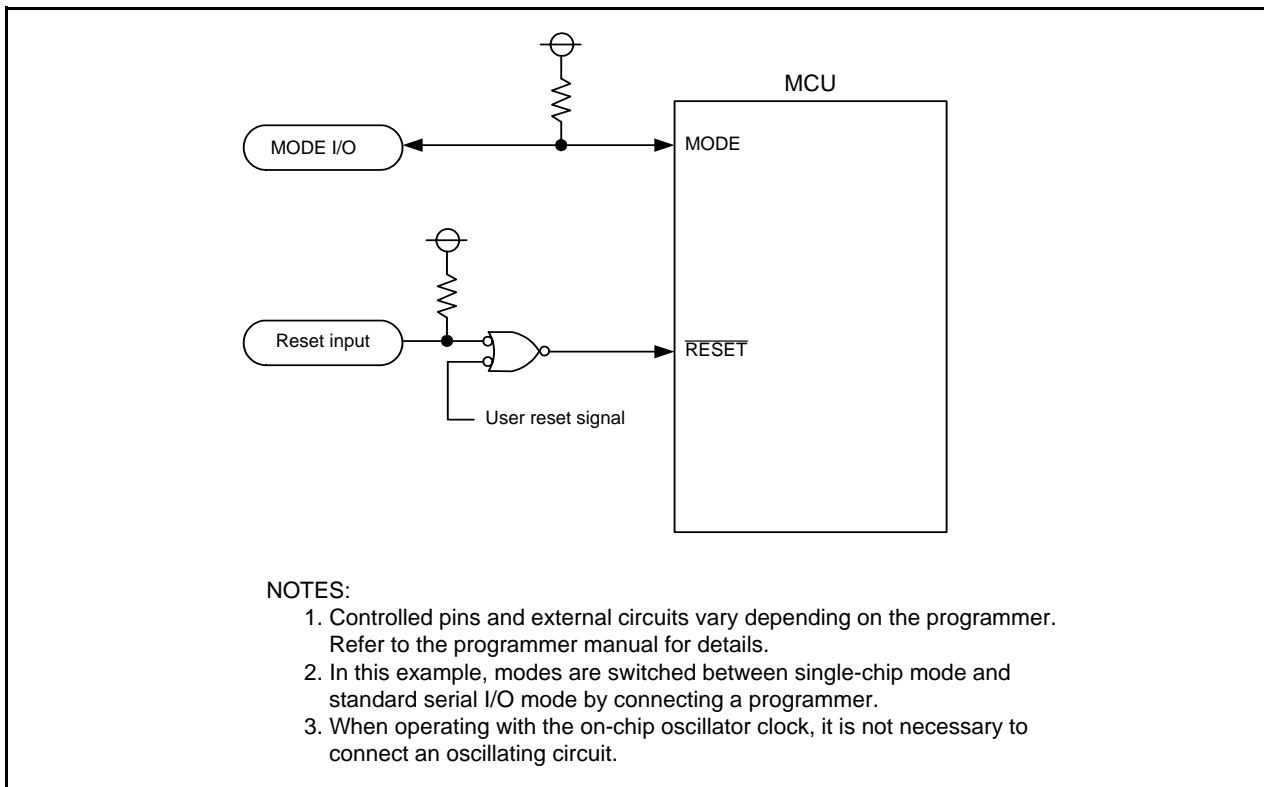 MCU
MODE I/O
MODE
Reset input
RESET
User reset signal
NOTES:
1. Controlled pins and external circuits vary depending on the programmer.
Refer to the programmer manual for details.
2. In this example, modes are switched between single-chip mode and
standard serial I/O mode by connecting a programmer.
3. When operating with the on-chip oscillator clock, it is not necessary to
connect an oscillating circuit.